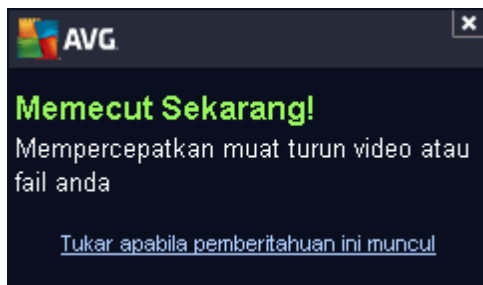 AVG
Memecut Sekarang!
Mempercepatkan muat turun video atau
fail anda
Tukar apabila pemberitahuan ini muncul